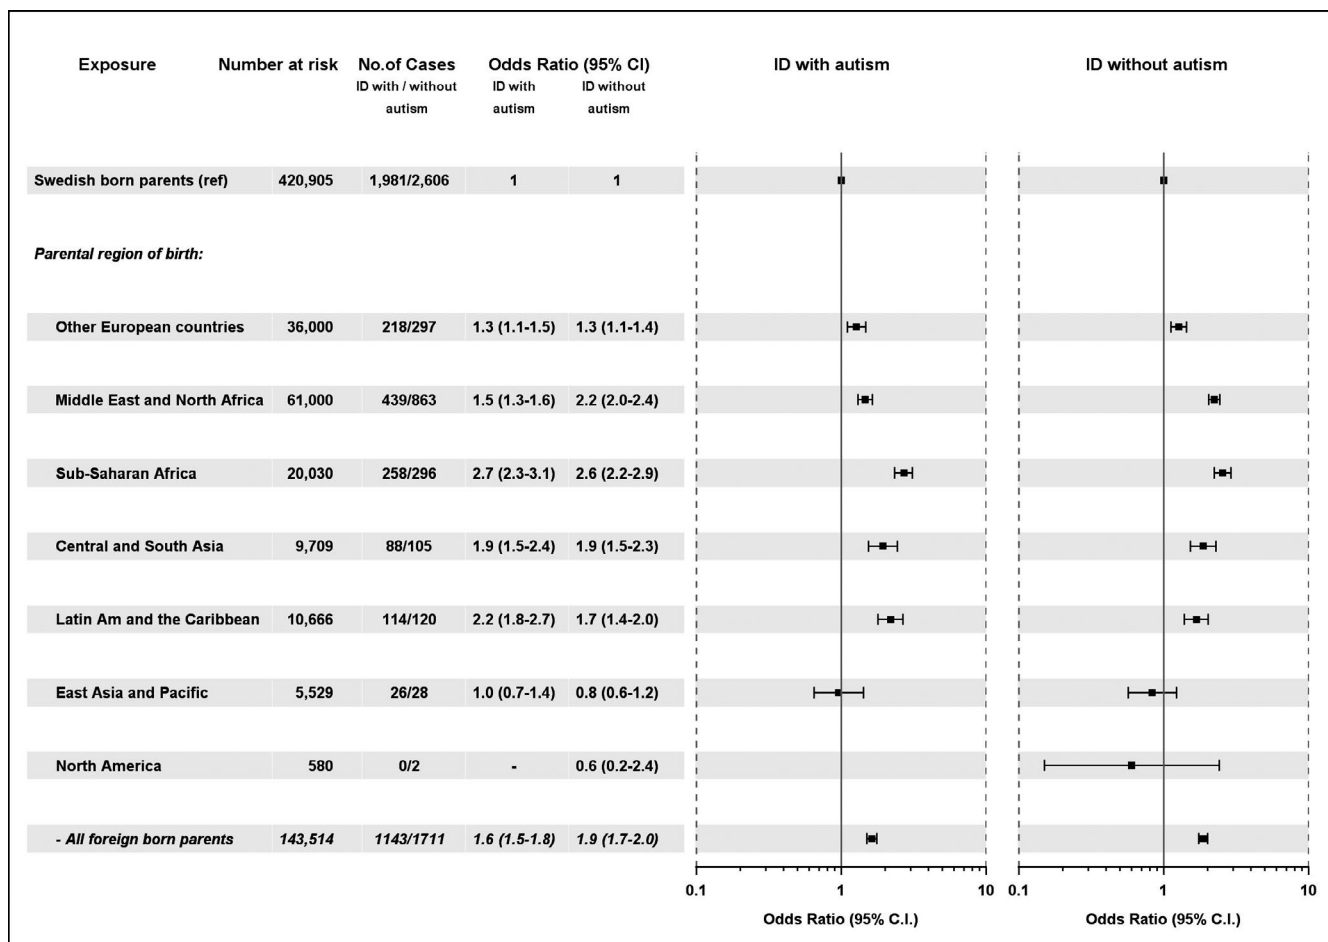 Exposure Number at risk No.of Cases Odds Ratio (95% CI) ID with autism ID without autism
ID with / without ID with ID without
autism autism autism
Swedish born parents (ref) 420,905 1,981/2,606 1 1
Parental region of birth:
Other European countries 36,000 218/297 1.3 (1.1-1.5) 1.3 (1.1-1.4)
Middle East and North Africa 61,000 439/863 1.5 (1.3-1.6) 2.2 (2.0-2.4)
Sub-Saharan Africa 20,030 258/296 2.7 (2.3-3.1) 2.6 (2.2-2.9)
Central and South Asia 9,709 88/105 1.9 (1.5-2.4) 1.9 (1.5-2.3)
Latin Am and the Caribbean 10,666 114/120 2.2 (1.8-2.7) 1.7 (1.4-2.0)
East Asia and Pacific 5,529 26/28 1.0 (0.7-1.4) 0.8 (0.6-1.2)
North America 580 0/2 - 0.6 (0.2-2.4)
- All foreign born parents 143,514 1143/1711 1.6 (1.5-1.8) 1.9 (1.7-2.0)
0.1 1 10 0.1 1 10
Odds Ratio (95% C.I.) Odds Ratio (95% C.I.)